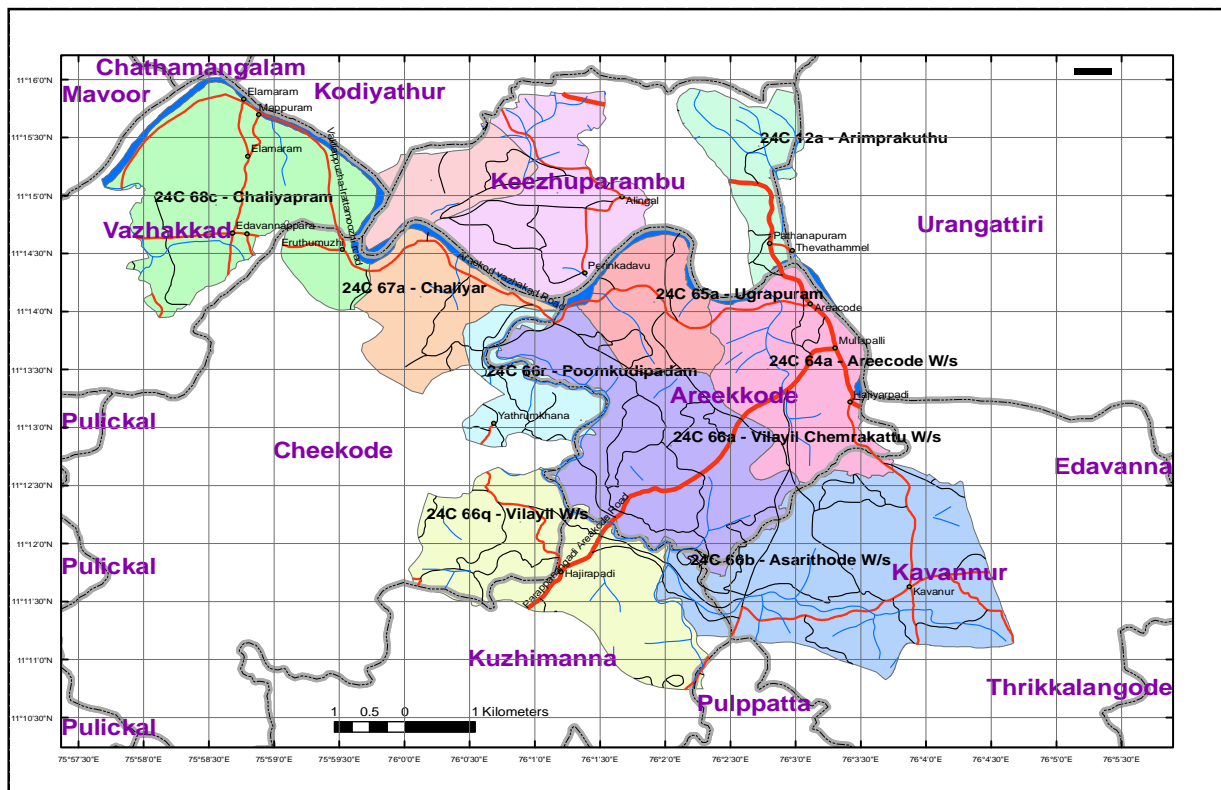 Chathamangalam
11°16'0"N
Mavoor
Elamaram
Kodiyathur
Mappuram
11°15'30"N
24C 12a - Arimprakuthu
Elamaram
Keezhuparambu
11°15'0"N
24C 68c - Chaliyapram
Alingal
Urangattiri
Vazhakkad
Edavannappara
Pathanapuram
11°14'30"N
Eruthumuzhi
Thevathammel
Perinkadavu
Areekod Vazhakad Road
24C 67a - Chaliyar
24C 65a - Ugrapuram
11°14'0"N
Areacode
Mullapalli
24C 64a - Areecode W/s
11°13'30"N
24C 66r - Poomkudipadam
Areekkode
Pulickal
11°13'0"N
Yathrumkhana
24C 66a - Vilayil Chemrakattu W/s
Cheekode
Edavanna
11°12'30"N
24C 66q - Vilayil W/s
11°12'0"N
24C 66b - Asarithode W/s
Pulickal
Hajirapadi
Kavannur
Kavanur
11°11'30"N
11°11'0"N
Kuzhimanna
Thrikkalangode
Pulppatta
11°10'30"N
Pulickal
1 0.5 0 1 Kilometers
75°57'30"E 75°58'0"E 75°58'30"E 75°59'0"E 75°59'30"E 76°0'0"E 76°0'30"E 76°1'0"E 76°1'30"E 76°2'0"E 76°2'30"E 76°3'0"E 76°3'30"E 76°4'0"E 76°4'30"E 76°5'0"E 76°5'30"E